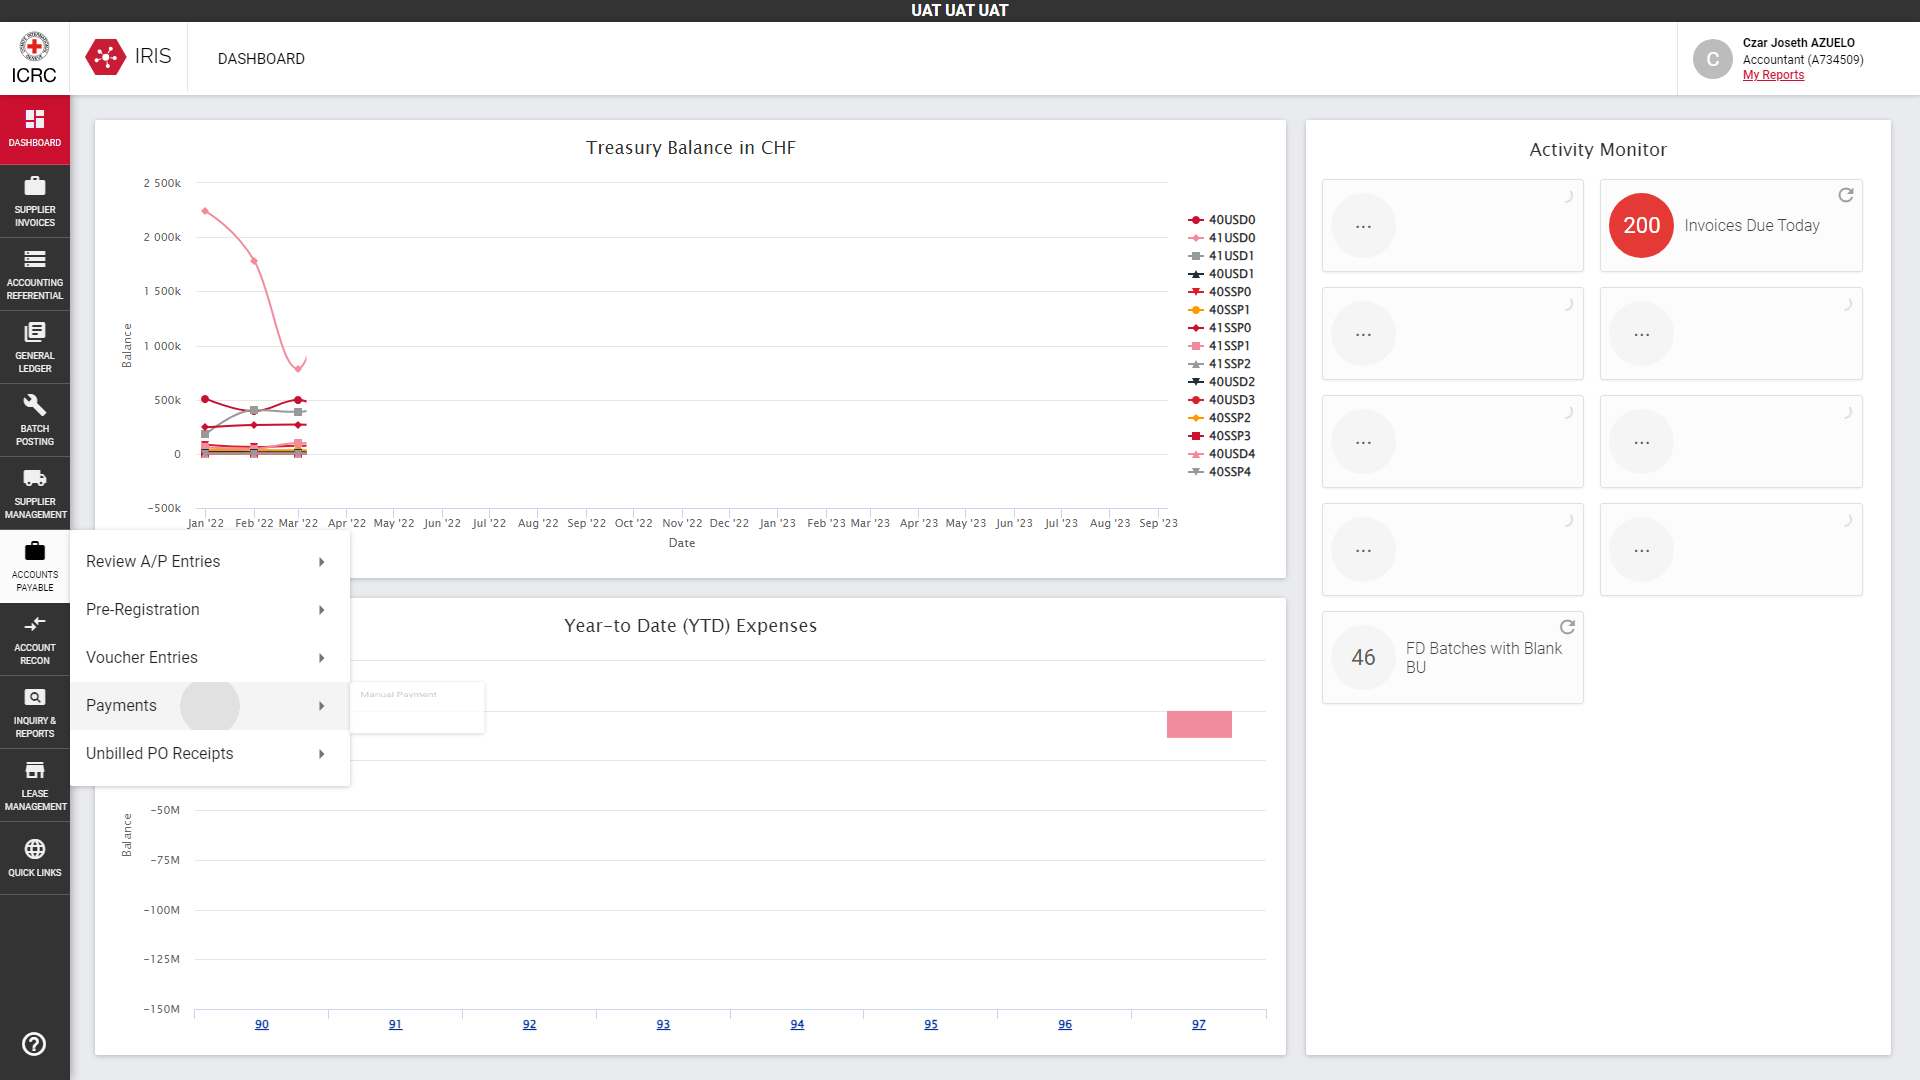 UAT UAT UAT
ICRC
IRIS
DASHBOARD
C
Czar Joseth AZUELO
Accountant (A734509)
My Reports
DASHBOARD
SUPPLIER
INVOICES
ACCOUNTING
REFERENTIAL
GENERAL
LEDGER
BATCH
POSTING
SUPPLIER
MANAGEMENT
ACCOUNTS
PAYABLE
ACCOUNT
RECON
INQUIRY &
REPORTS
LEASE
MANAGEMENT
QUICK LINKS
Treasury Balance in CHF
2 500k
2 000k
1 500k
1 000k
500k
0
−500k
Balance
Jan '22 Feb '22 Mar '22 Apr '22 May '22 Jun '22 Jul '22 Aug '22 Sep '22 Oct '22 Nov '22 Dec '22 Jan '23 Feb '23 Mar '23 Apr '23 May '23 Jun '23 Jul '23 Aug '23 Sep '23
Date
40USD0
41USD0
41USD1
40USD1
40SSP0
40SSP1
41SSP0
41SSP1
41SSP2
40USD2
40USD3
40SSP2
40SSP3
40USD4
40SSP4
Review A/P Entries
Pre-Registration
Voucher Entries
Payments
Unbilled PO Receipts
Manual Payment
Year-to Date (YTD) Expenses
−50M
−75M
−100M
−125M
−150M
Balance
90 91 92 93 94 95 96 97
Activity Monitor
...
200 Invoices Due Today
... ...
... ...
... ...
46 FD Batches with Blank
BU